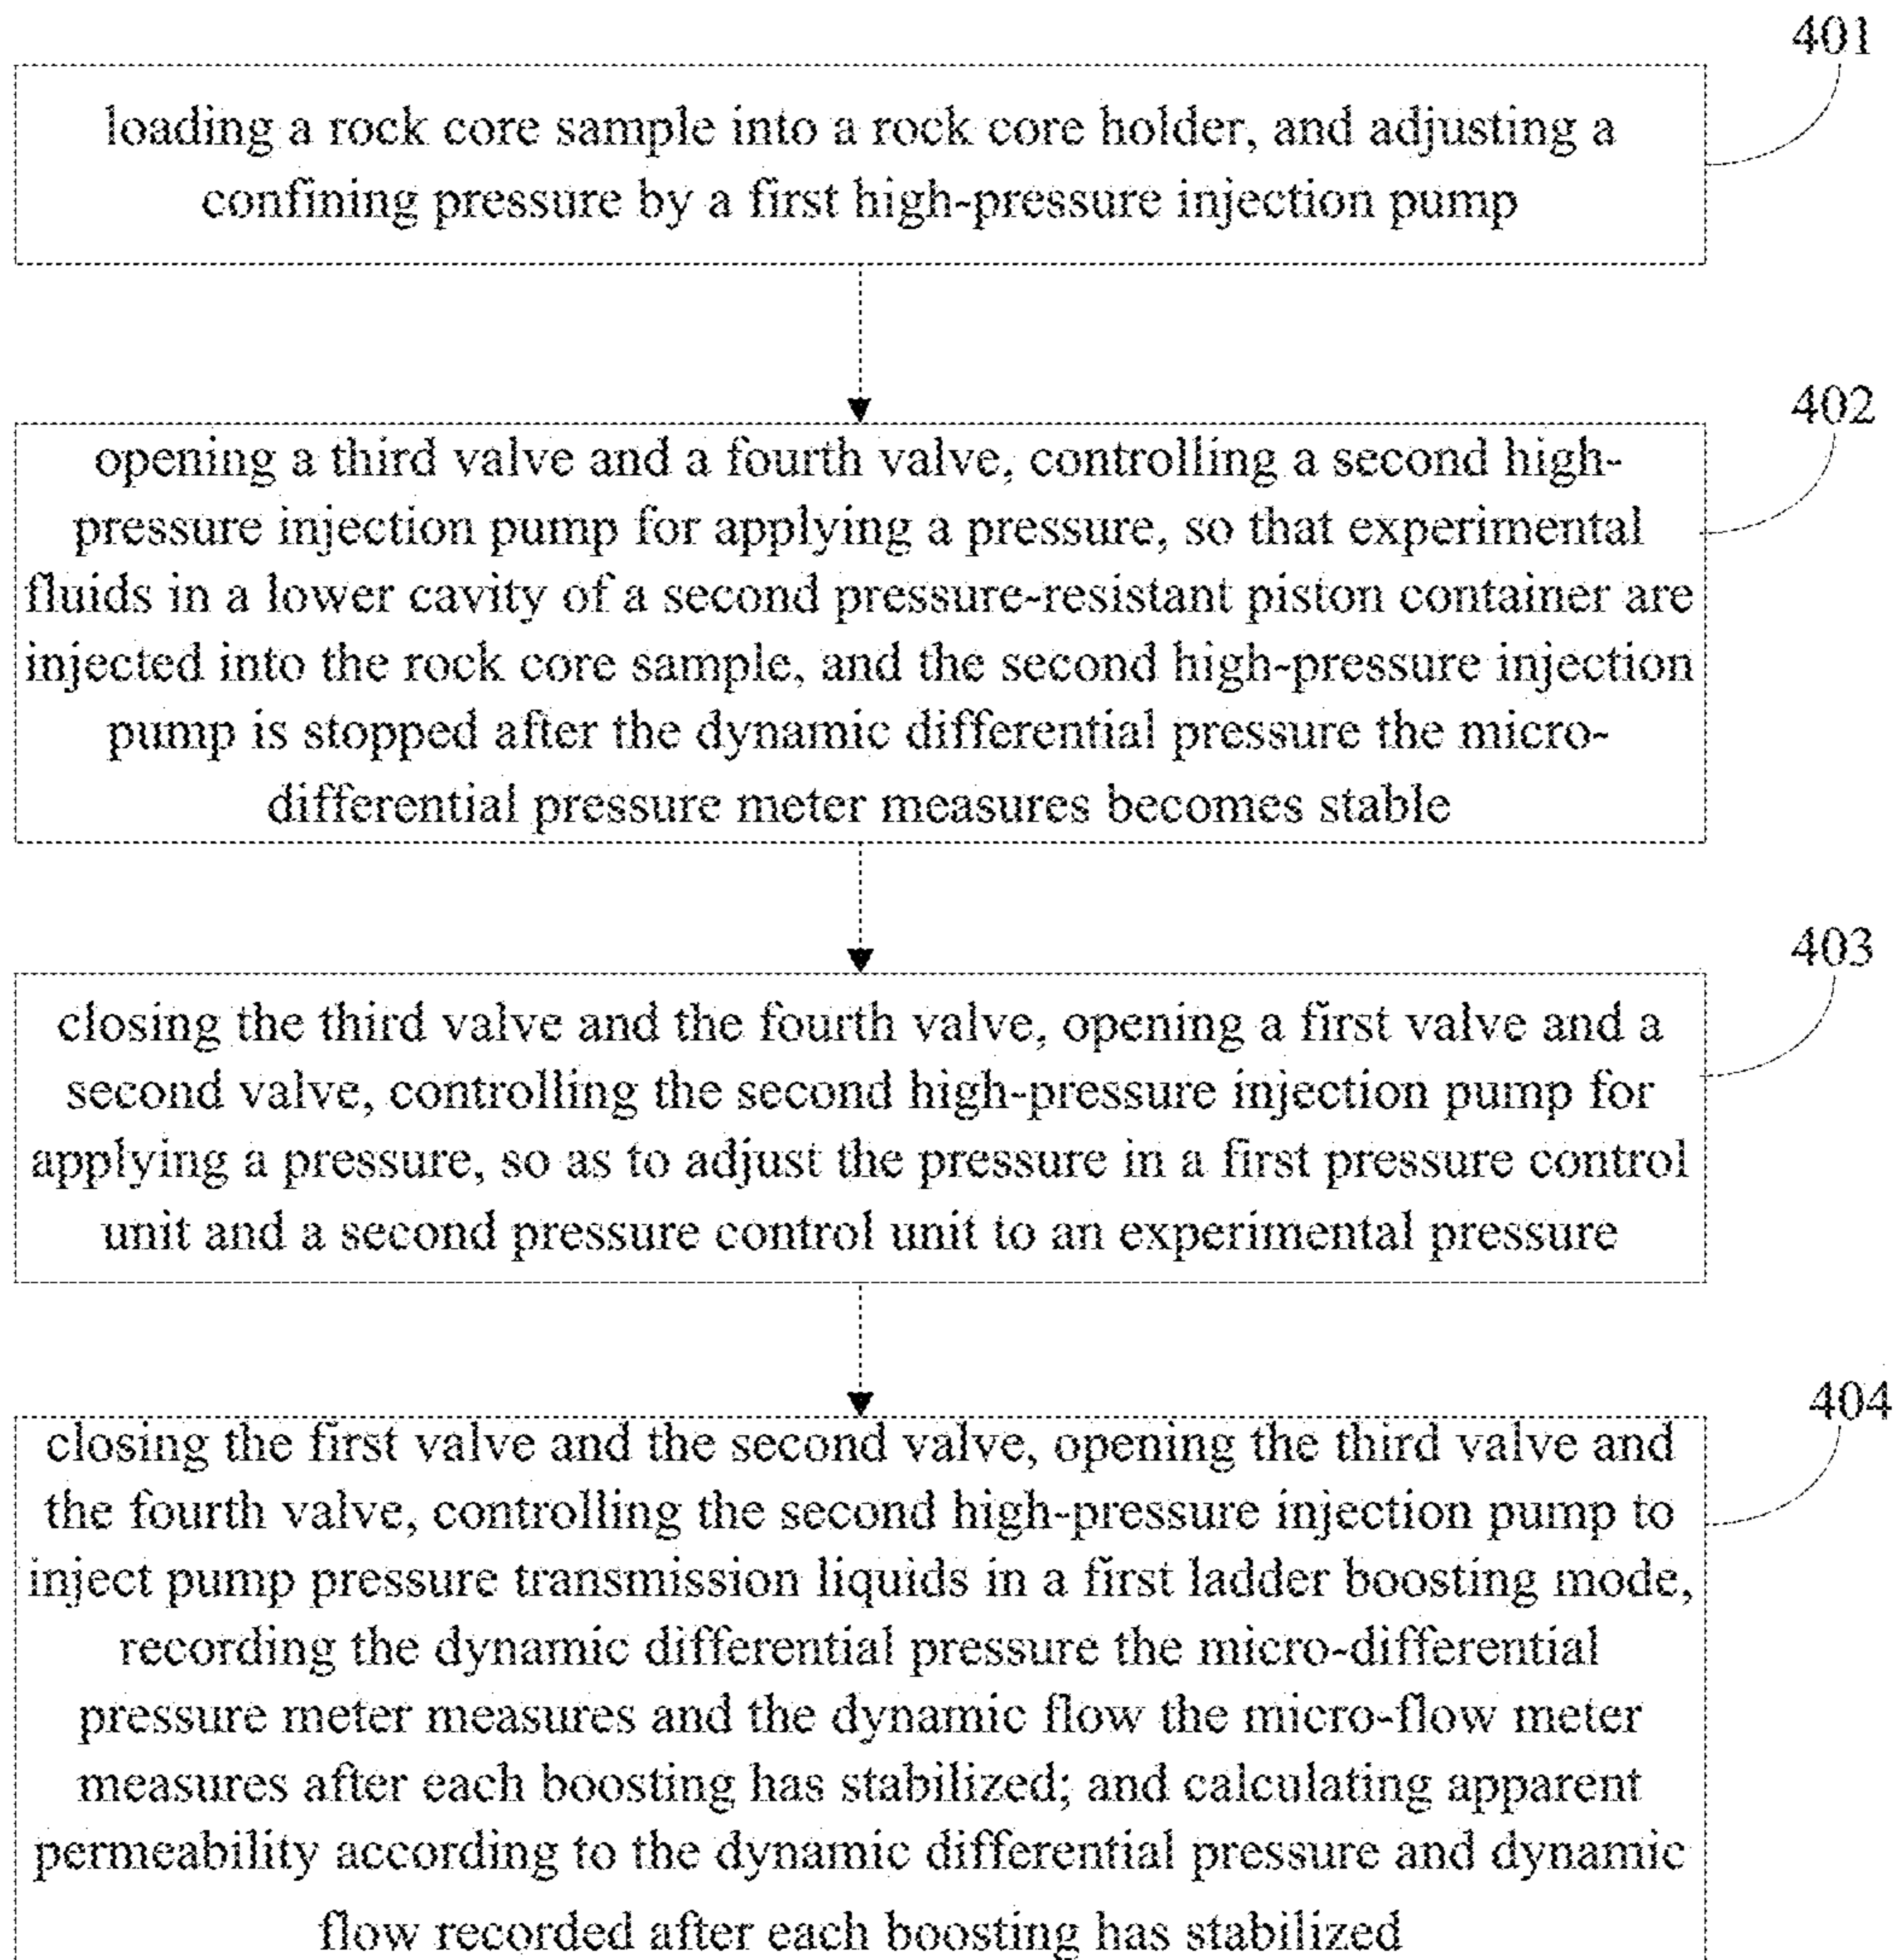 401
loading a rock core sample into a rock core holder, and adjusting a
confining pressure by a first high-pressure injection pump
402
opening a third valve and a fourth valve, controlling a second high-
pressure injection pump for applying a pressure, so that experimental
fluids in a lower cavity of a second pressure-resistant piston container are
injected into the rock core sample, and the second high-pressure injection
pump is stopped after the dynamic differential pressure the micro-
differential pressure meter measures becomes stable
403
closing the third valve and the fourth valve, opening a first valve and a
second valve, controlling the second high-pressure injection pump for
applying a pressure, so as to adjust the pressure in a first pressure control
unit and a second pressure control unit to an experimental pressure
404
closing the first valve and the second valve, opening the third valve and
the fourth valve, controlling the second high-pressure injection pump to
inject pump pressure transmission liquids in a first ladder boosting mode,
recording the dynamic differential pressure the micro-differential
pressure meter measures and the dynamic flow the micro-flow meter
measures after each boosting has stabilized; and calculating apparent
permeability according to the dynamic differential pressure and dynamic
flow recorded after each boosting has stabilized